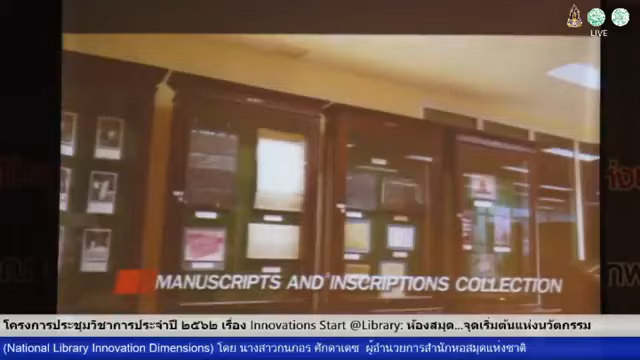 LIVE
MANUSCRIPTS AND INSCRIPTIONS COLLECTION
โครงการประชุมวิชาการประจำปี ๒๕๖๒ เรื่อง Innovations Start @Library: ห้องสมุด...จุดเริ่มต้นแห่งนวัตกรรม
(National Library Innovation Dimensions) โดย นางสาวกนกอร ศักดาเดช ผู้อำนวยการสำนักหอสมุดแห่งชาติ